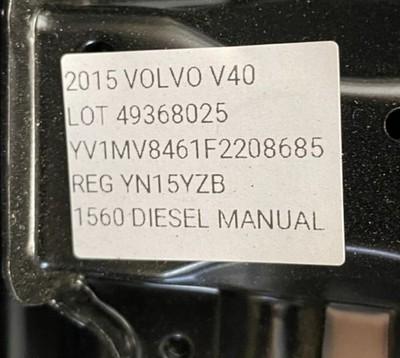 2015 VOLVO V40
LOT 49368025
YV1MV8461F2208685
REG YN15YZB
1560 DIESEL MANUAL